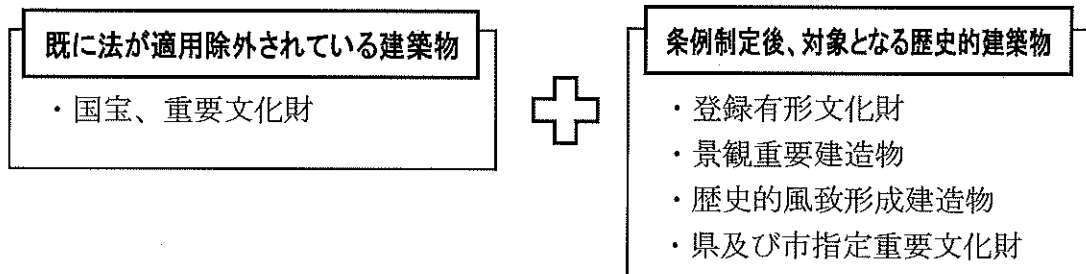 既に法が適用除外されている建築物
・国宝、重要文化財
条例制定後、対象となる歴史的建築物
・登録有形文化財
・景観重要建造物
・歴史的風致形成建造物
・県及び市指定重要文化財